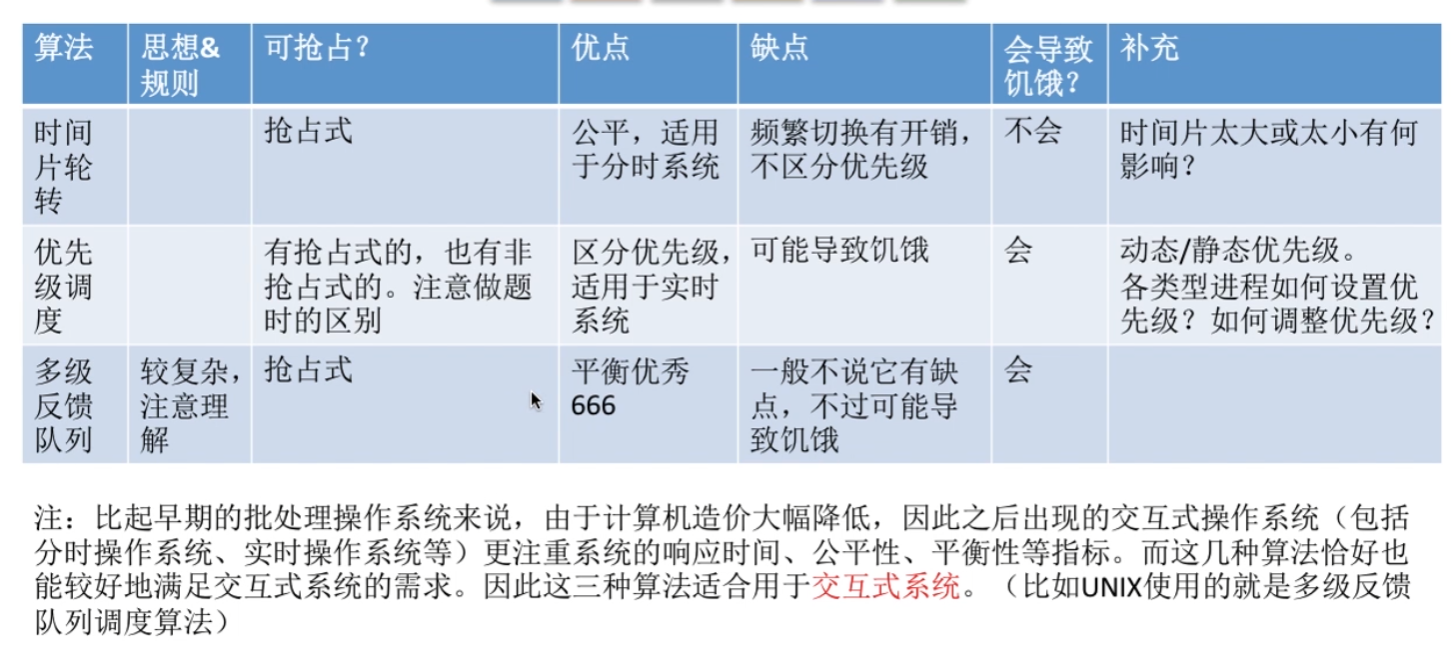 算法
思想&
规则
可抢占？
优点
缺点
会导致
饥饿？
补充
时间
片轮
转
抢占式
公平，适用
于分时系统
频繁切换有开销，
不区分优先级
不会
时间片太大或太小有何
影响？
优先
级调
度
有抢占式的，也有非
抢占式的。注意做题
时的区别
区分优先级，
适用于实时
系统
可能导致饥饿
会
动态/静态优先级。
各类型进程如何设置优
先级？如何调整优先级？
多级
反馈
队列
较复杂，
注意理
解
抢占式
平衡优秀
666
一般不说它有缺
点，不过可能导
致饥饿
会
注：比起早期的批处理操作系统来说，由于计算机造价大幅降低，因此之后出现的交互式操作系统（包括
分时操作系统、实时操作系统等）更注重系统的响应时间、公平性、平衡性等指标。而这几种算法恰好也
能较好地满足交互式系统的需求。因此这三种算法适合用于交互式系统。（比如UNIX使用的就是多级反馈
队列调度算法）